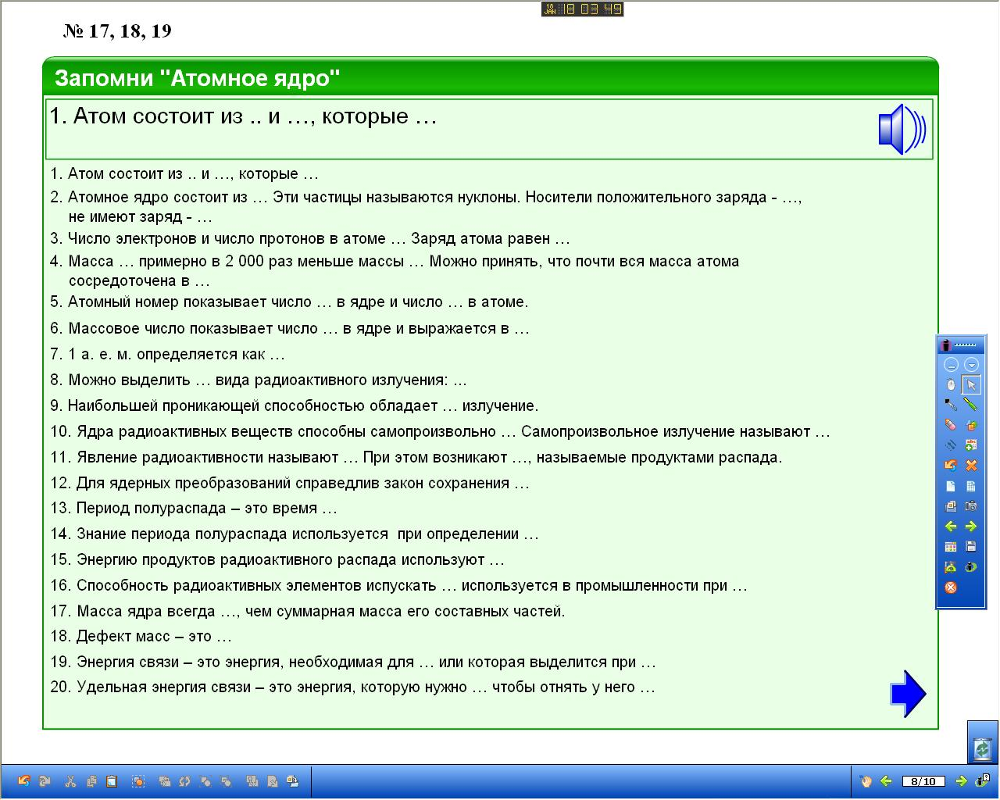 18 JAN 18 03 49
№ 17, 18, 19
Запомни "Атомное ядро"
1. Атом состоит из .. и …, которые …
1. Атом состоит из .. и …, которые …
2. Атомное ядро состоит из … Эти частицы называются нуклоны. Носители положительного заряда - …,
не имеют заряд - …
3. Число электронов и число протонов в атоме … Заряд атома равен …
4. Масса … примерно в 2 000 раз меньше массы … Можно принять, что почти вся масса атома
сосредоточена в …
5. Атомный номер показывает число … в ядре и число … в атоме.
6. Массовое число показывает число … в ядре и выражается в …
7. 1 а. е. м. определяется как …
8. Можно выделить … вида радиоактивного излучения: …
9. Наибольшей проникающей способностью обладает … излучение.
10. Ядра радиоактивных веществ способны самопроизвольно … Самопроизвольное излучение называют …
11. Явление радиоактивности называют … При этом возникают …, называемые продуктами распада.
12. Для ядерных преобразований справедлив закон сохранения …
13. Период полураспада – это время …
14. Знание периода полураспада используется  при определении …
15. Энергию продуктов радиоактивного распада используют …
16. Способность радиоактивных элементов испускать … используется в промышленности при …
17. Масса ядра всегда …, чем суммарная масса его составных частей.
18. Дефект масс – это …
19. Энергия связи – это энергия, необходимая для … или которая выделится при …
20. Удельная энергия связи – это энергия, которую нужно … чтобы отнять у него …
8/10